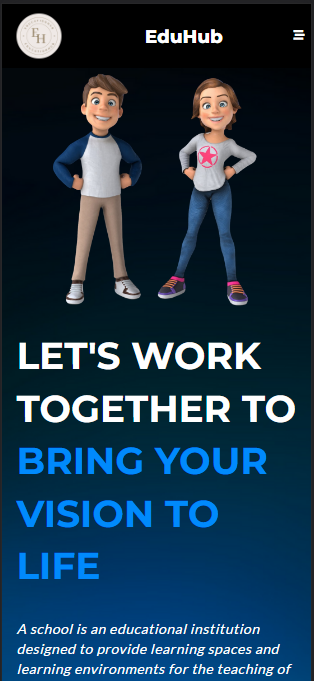 EH
EduHub
LET'S WORK
TOGETHER TO
BRING YOUR
VISION TO
LIFE
A school is an educational institution
designed to provide learning spaces and
learning environments for the teaching of